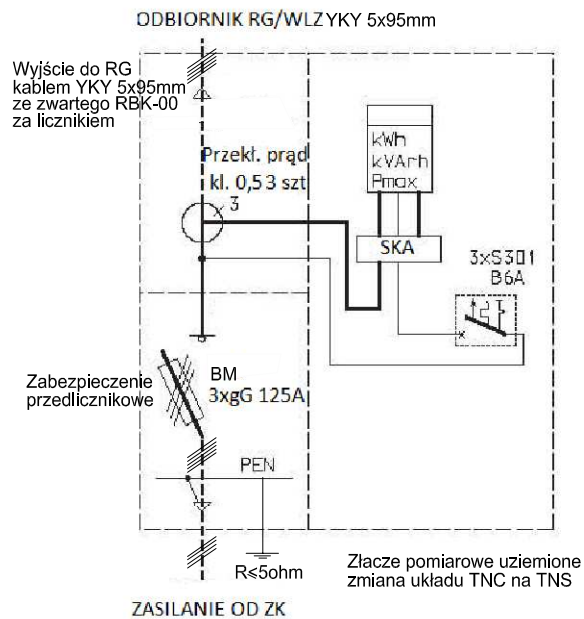 ODBIORNIK RG/WLZ YKY 5x95mm
Wyjście do RG
kablem YKY 5x95mm
ze zwartego RBK-00
za licznikiem
Przekł. prąd
kl. 0,53 szt
3
kWh
kVArh
Pmax
SKA
3xS301
B6A
Zabezpieczenie
przedlicznikowe
BM
3xgG 125A
PEN
R≤5ohm
Złacze pomiarowe uziemione
zmiana układu TNC na TNS
ZASILANIE OD ZK